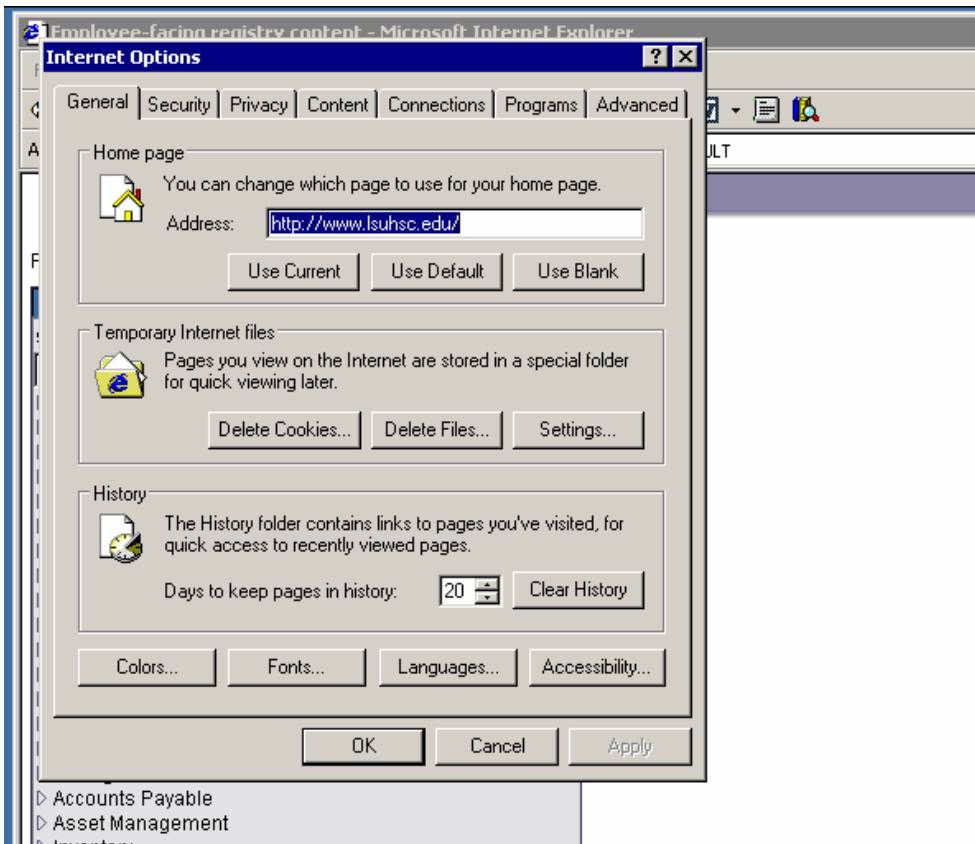 Employee-facing registry content - Microsoft Internet Explorer
Internet Options
General Security Privacy Content Connections Programs Advanced
ULT
Home page
You can change which page to use for your home page.
Address: http://www.lsuhsc.edu/
Use Current Use Default Use Blank
Temporary Internet files
Pages you view on the Internet are stored in a special folder
for quick viewing later.
Delete Cookies... Delete Files... Settings...
History
The History folder contains links to pages you've visited, for
quick access to recently viewed pages.
Days to keep pages in history: 20 Clear History
Colors... Fonts... Languages... Accessibility...
OK Cancel Apply
Accounts Payable
Asset Management
Inventory